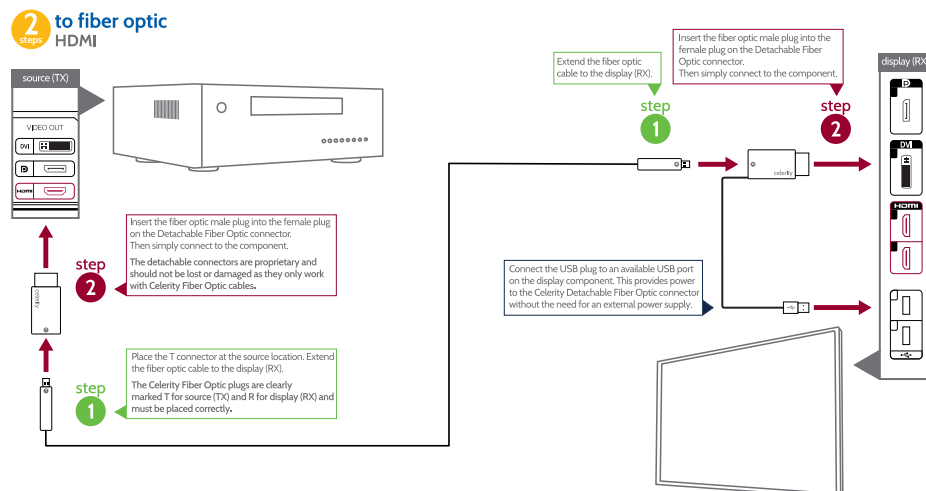 2
steps
to fiber optic
HDMI
source (TX)
VIDEO OUT
DVI
HDMI
Insert the fiber optic male plug into the female plug
on the Detachable Fiber Optic connector.
Then simply connect to the component.
The detachable connectors are proprietary and
should not be lost or damaged as they only work
with Celerity Fiber Optic cables.
step
2
celerity
Place the T connector at the source location. Extend
the fiber optic cable to the display (RX).
The Celerity Fiber Optic plugs are clearly
marked T for source (TX) and R for display (RX) and
must be placed correctly.
step
1
Extend the fiber optic
cable to the display (RX).
step
1
Insert the fiber optic male plug into the
female plug on the Detachable Fiber
Optic connector.
Then simply connect to the component.
step
2
celerity
Connect the USB plug to an available USB port
on the display component. This provides power
to the Celerity Detachable Fiber Optic connector
without the need for an external power supply.
display (RX
DVI
HDMI